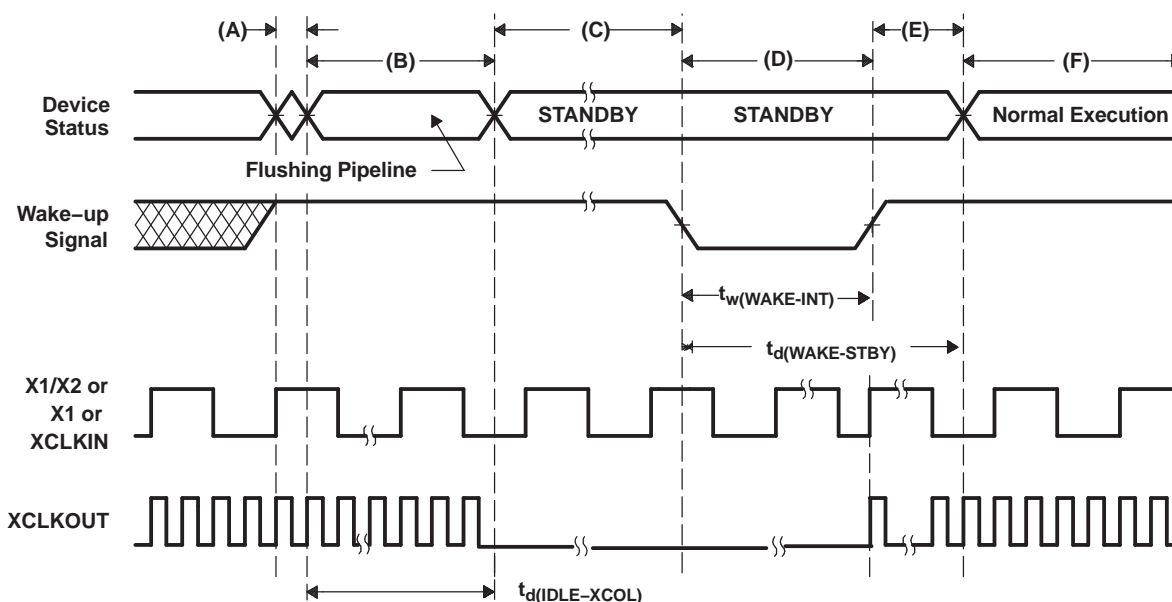 (A)
(C)
(E)
(B)
(D)
(F)
Device
Status
STANDBY
STANDBY
Normal Execution
Flushing Pipeline
Wake−up
Signal
tw(WAKE-INT)
td(WAKE-STBY)
X1/X2 or
X1 or
XCLKIN
XCLKOUT
td(IDLE−XCOL)